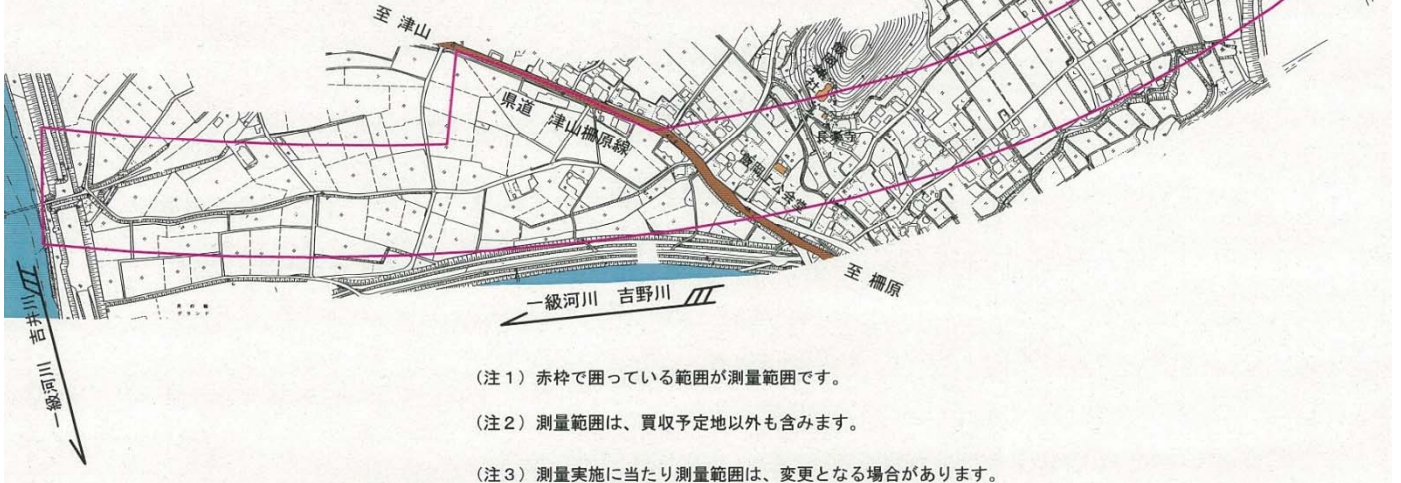 至 津山
県道 津山柵原線
長兼寺
至 柵原
一級河川 吉野川
一級河川 吉井川
(注1)赤枠で囲っている範囲が測量範囲です。
(注2)測量範囲は、買収予定地以外も含みます。
(注3)測量実施に当たり測量範囲は、変更となる場合があります。